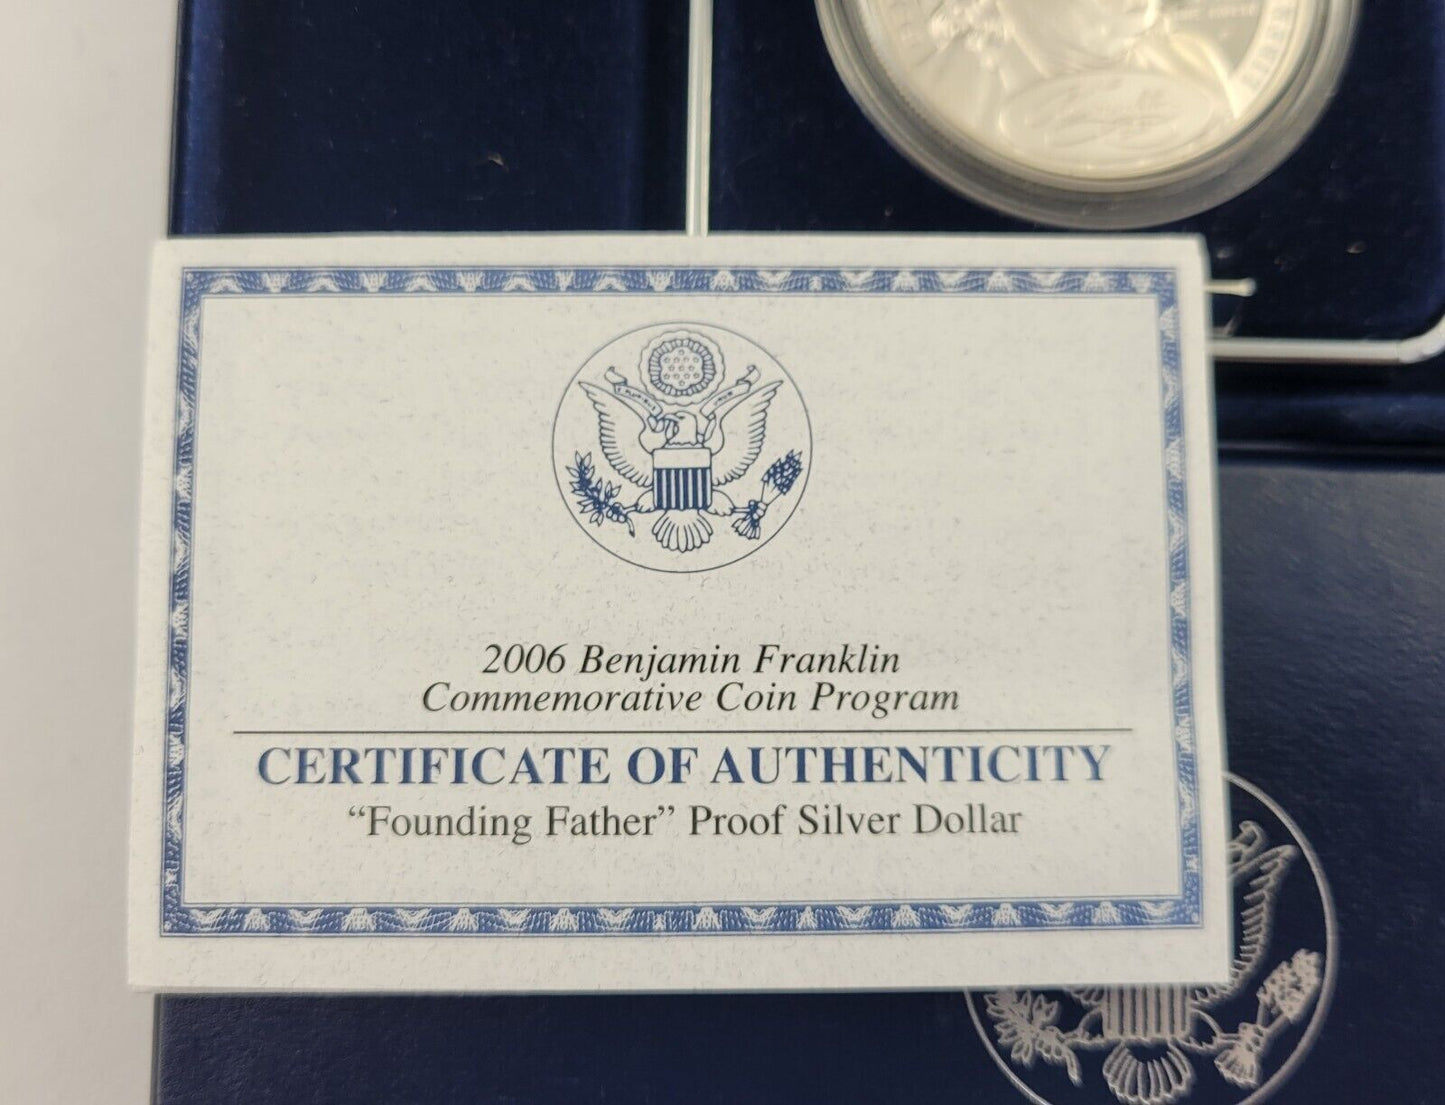 2006 Benjamin Franklin
Commemorative Coin Program
CERTIFICATE OF AUTHENTICITY
“Founding Father” Proof Silver Dollar